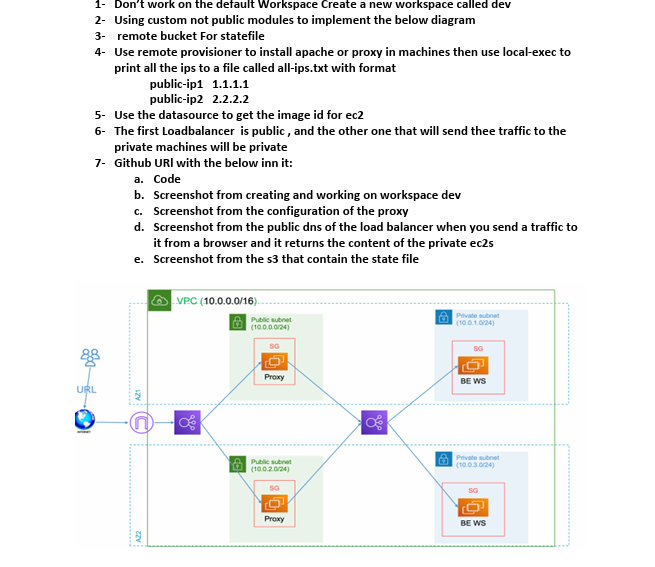 1- Don't work on the default Workspace Create a new workspace called dev
2- Using custom not public modules to implement the below diagram
3- remote bucket For statefile
4- Use remote provisioner to install apache or proxy in machines then use local-exec to
print all the ips to a file called all-ips.txt with format
public-ip1 1.1.1.1
public-ip2 2.2.2.2
5- Use the datasource to get the image id for ec2
6- The first Loadbalancer is public , and the other one that will send thee traffic to the
private machines will be private
7- Github URl with the below inn it:
a. Code
b. Screenshot from creating and working on workspace dev
c. Screenshot from the configuration of the proxy
d. Screenshot from the public dns of the load balancer when you send a traffic to
it from a browser and it returns the content of the private ec2s
e. Screenshot from the s3 that contain the state file
VPC (10.0.0.0/16)
Public subnet
(10.0.0.0/24)
SG
Proxy
Private subnet
(10.0.1.0/24)
SG
BE WS
URL
AZ1
INTERNET
Public subnet
(10.0.2.0/24)
SG
Proxy
Private subnet
(10.0.3.0/24)
SG
BE WS
AZ2